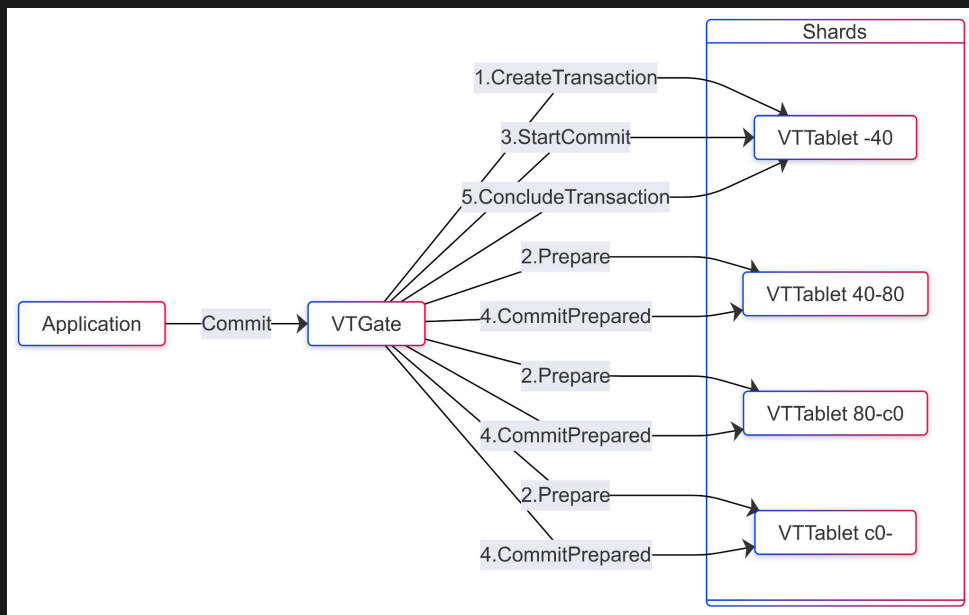 Shards
1.CreateTransaction
3.StartCommit
VTTablet -40
5.ConcludeTransaction
2.Prepare
VTTablet 40-80
4.CommitPrepared
Application
Commit
VTGate
2.Prepare
VTTablet 80-c0
4.CommitPrepared
2.Prepare
VTTablet c0-
4.CommitPrepared